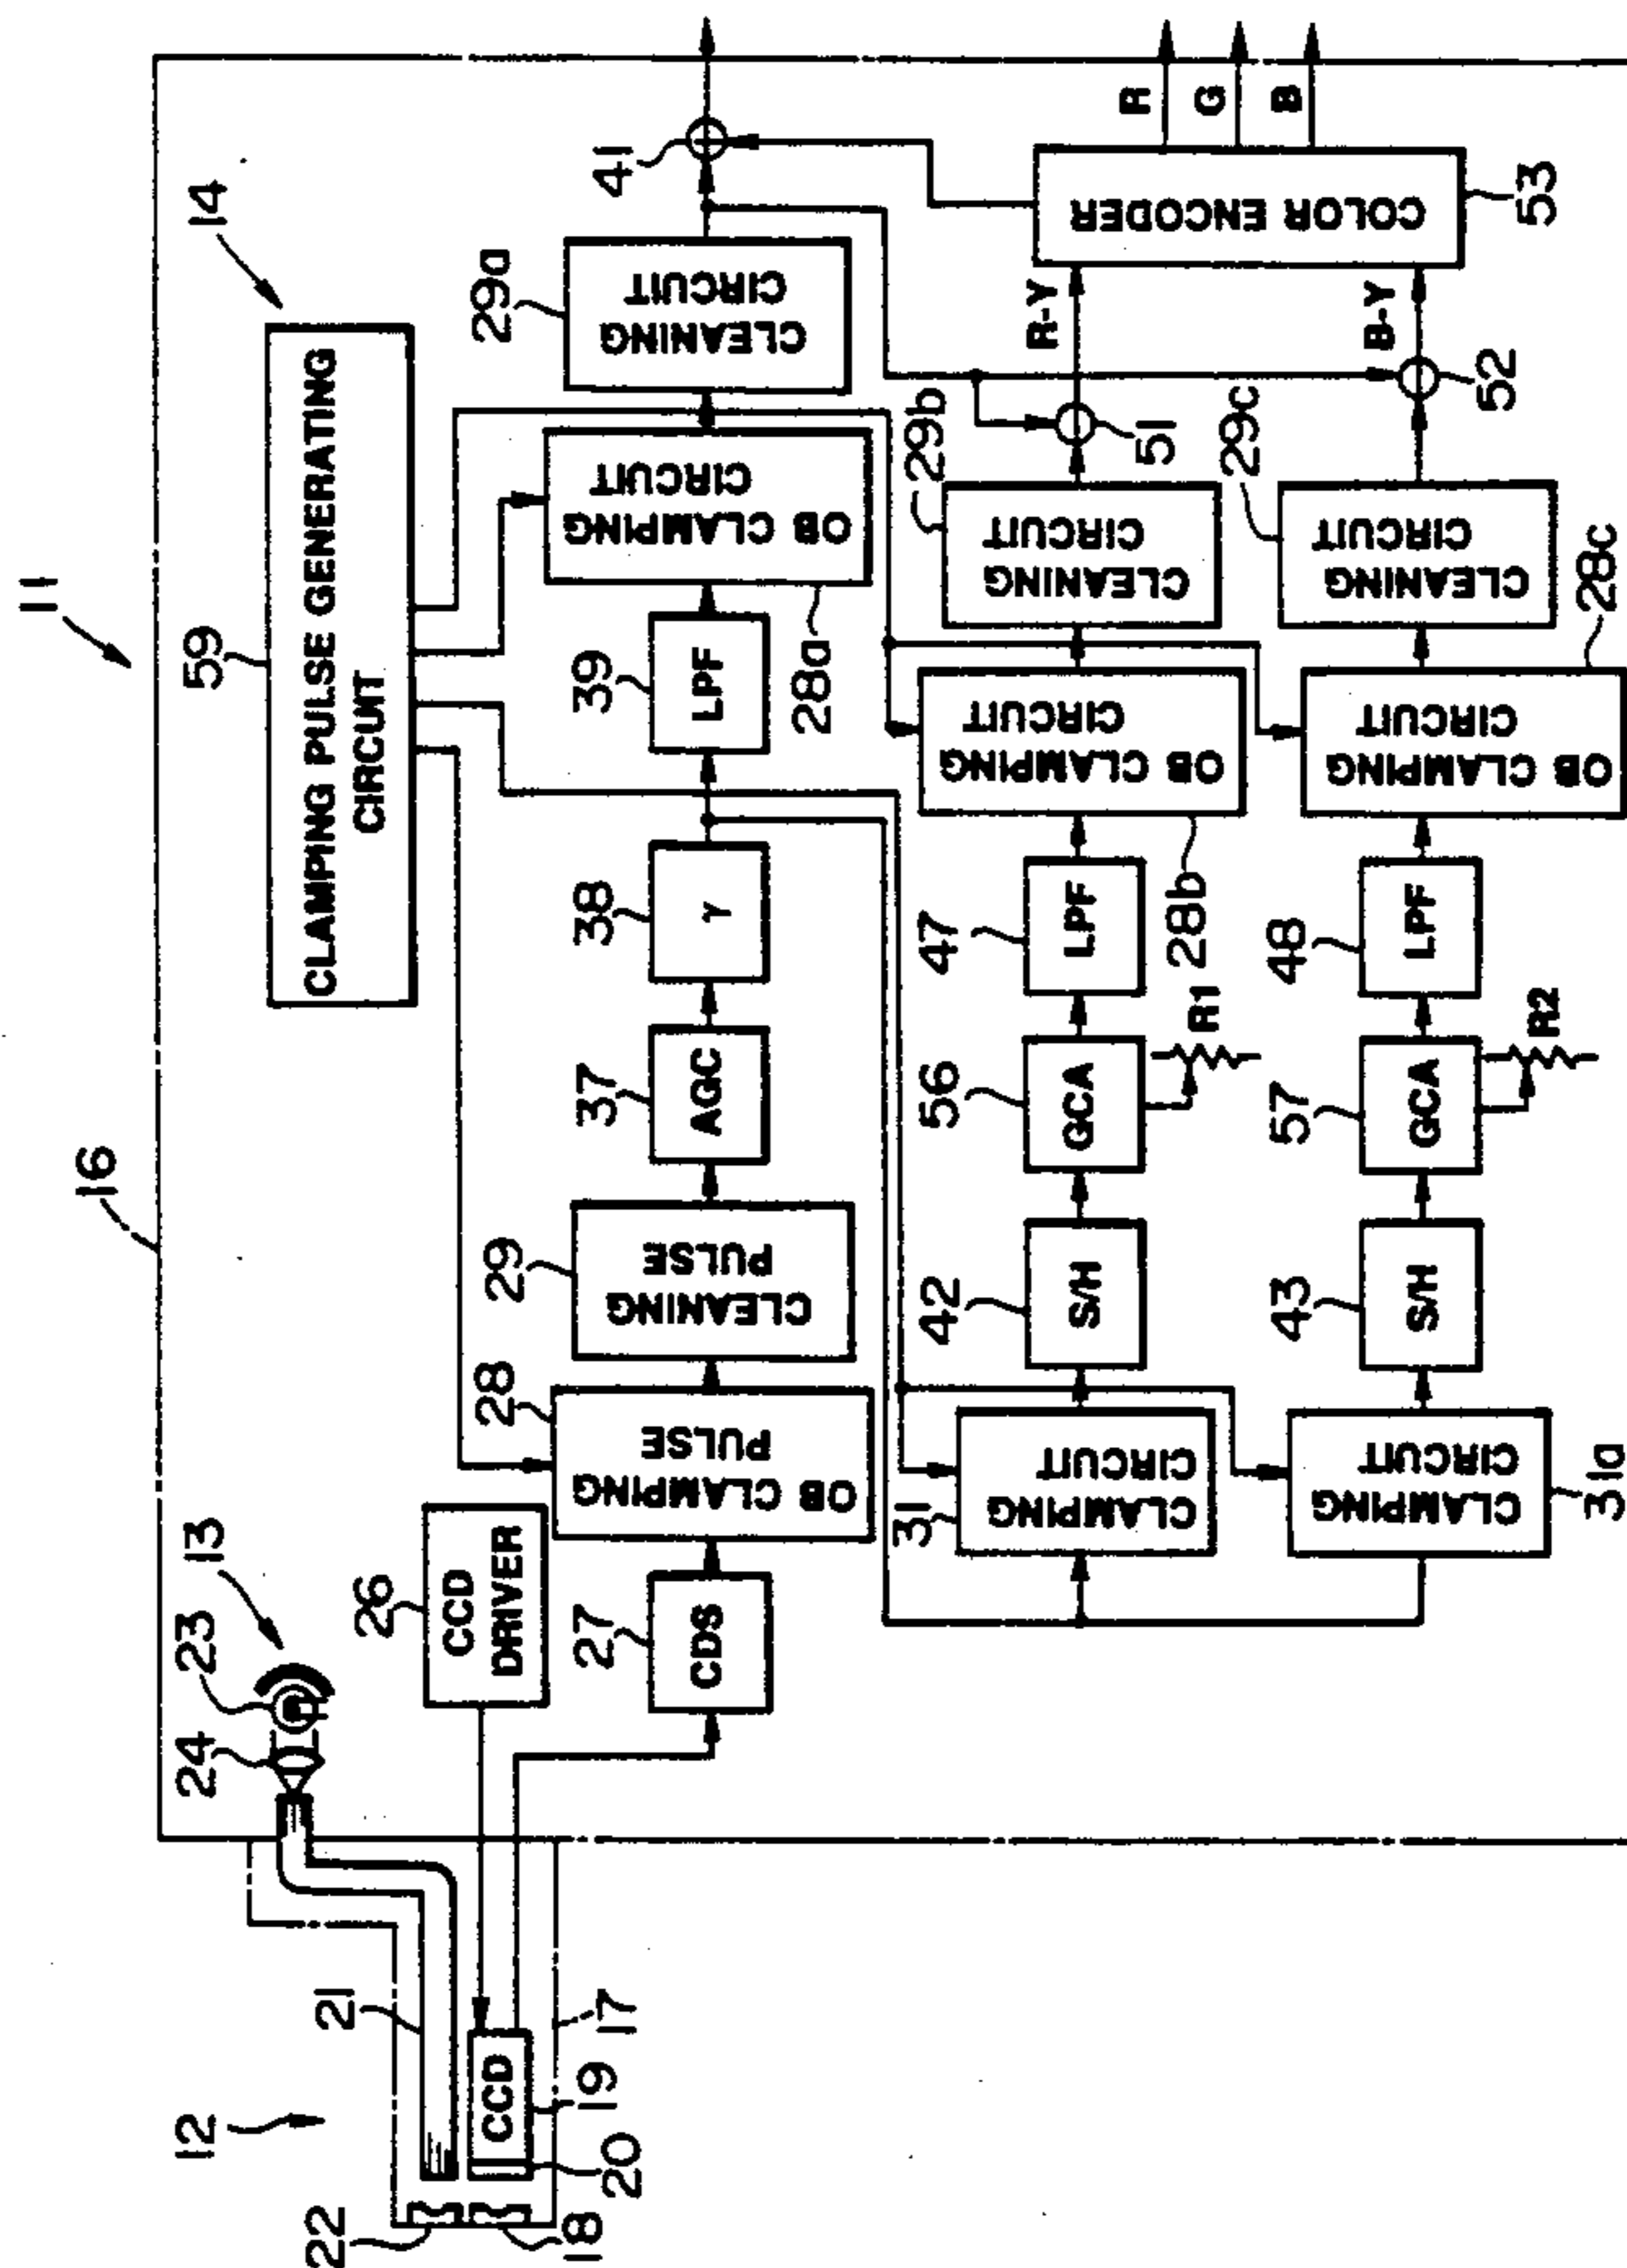 11
16
14
59
CLAMPING PULSE GENERATING
CIRCUIT
12
13
24
23
22
21
18
20
19
CCD
17
26
CCD
DRIVER
27
CDS
28
OB CLAMPING
PULSE
29
CLEANING
PULSE
37
AGC
38
γ
39
LPF
28a
OB CLAMPING
CIRCUIT
29a
CLEANING
CIRCUIT
41
31
CLAMPING
CIRCUIT
42
S/H
56
GCA
R1
47
LPF
28b
OB CLAMPING
CIRCUIT
29b
CLEANING
CIRCUIT
51
R-Y
31a
CLAMPING
CIRCUIT
43
S/H
57
GCA
R2
48
LPF
28c
OB CLAMPING
CIRCUIT
29c
CLEANING
CIRCUIT
52
B-Y
COLOR ENCODER
53
R
G
B